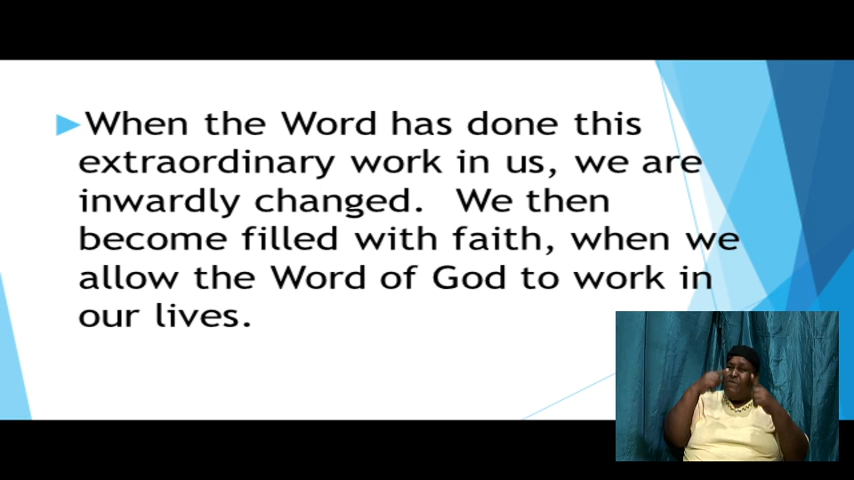 When the Word has done this
extraordinary work in us, we are
inwardly changed. We then
become filled with faith, when we
allow the Word of God to work in
our lives.